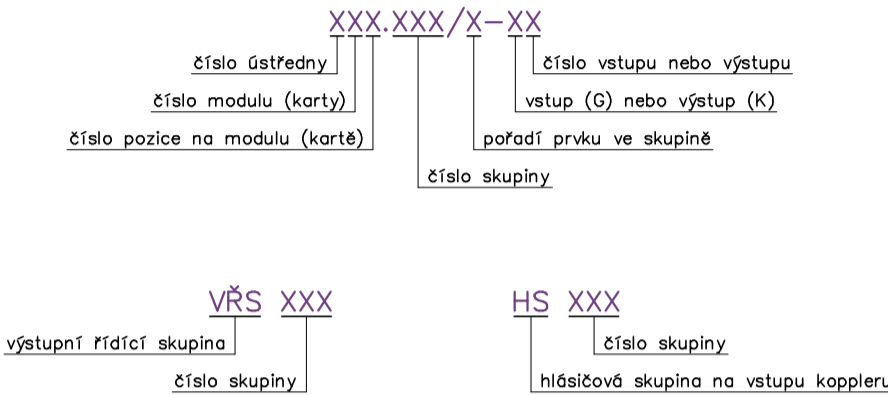 XXX.XXX/X-XX
číslo ústředny
číslo vstupu nebo výstupu
číslo modulu (karty)
vstup (G) nebo výstup (K)
číslo pozice na modulu (kartě)
pořadí prvku ve skupině
číslo skupiny
VŘS XXX
HS XXX
výstupní řídící skupina
číslo skupiny
číslo skupiny
hlásičová skupina na vstupu koppleru